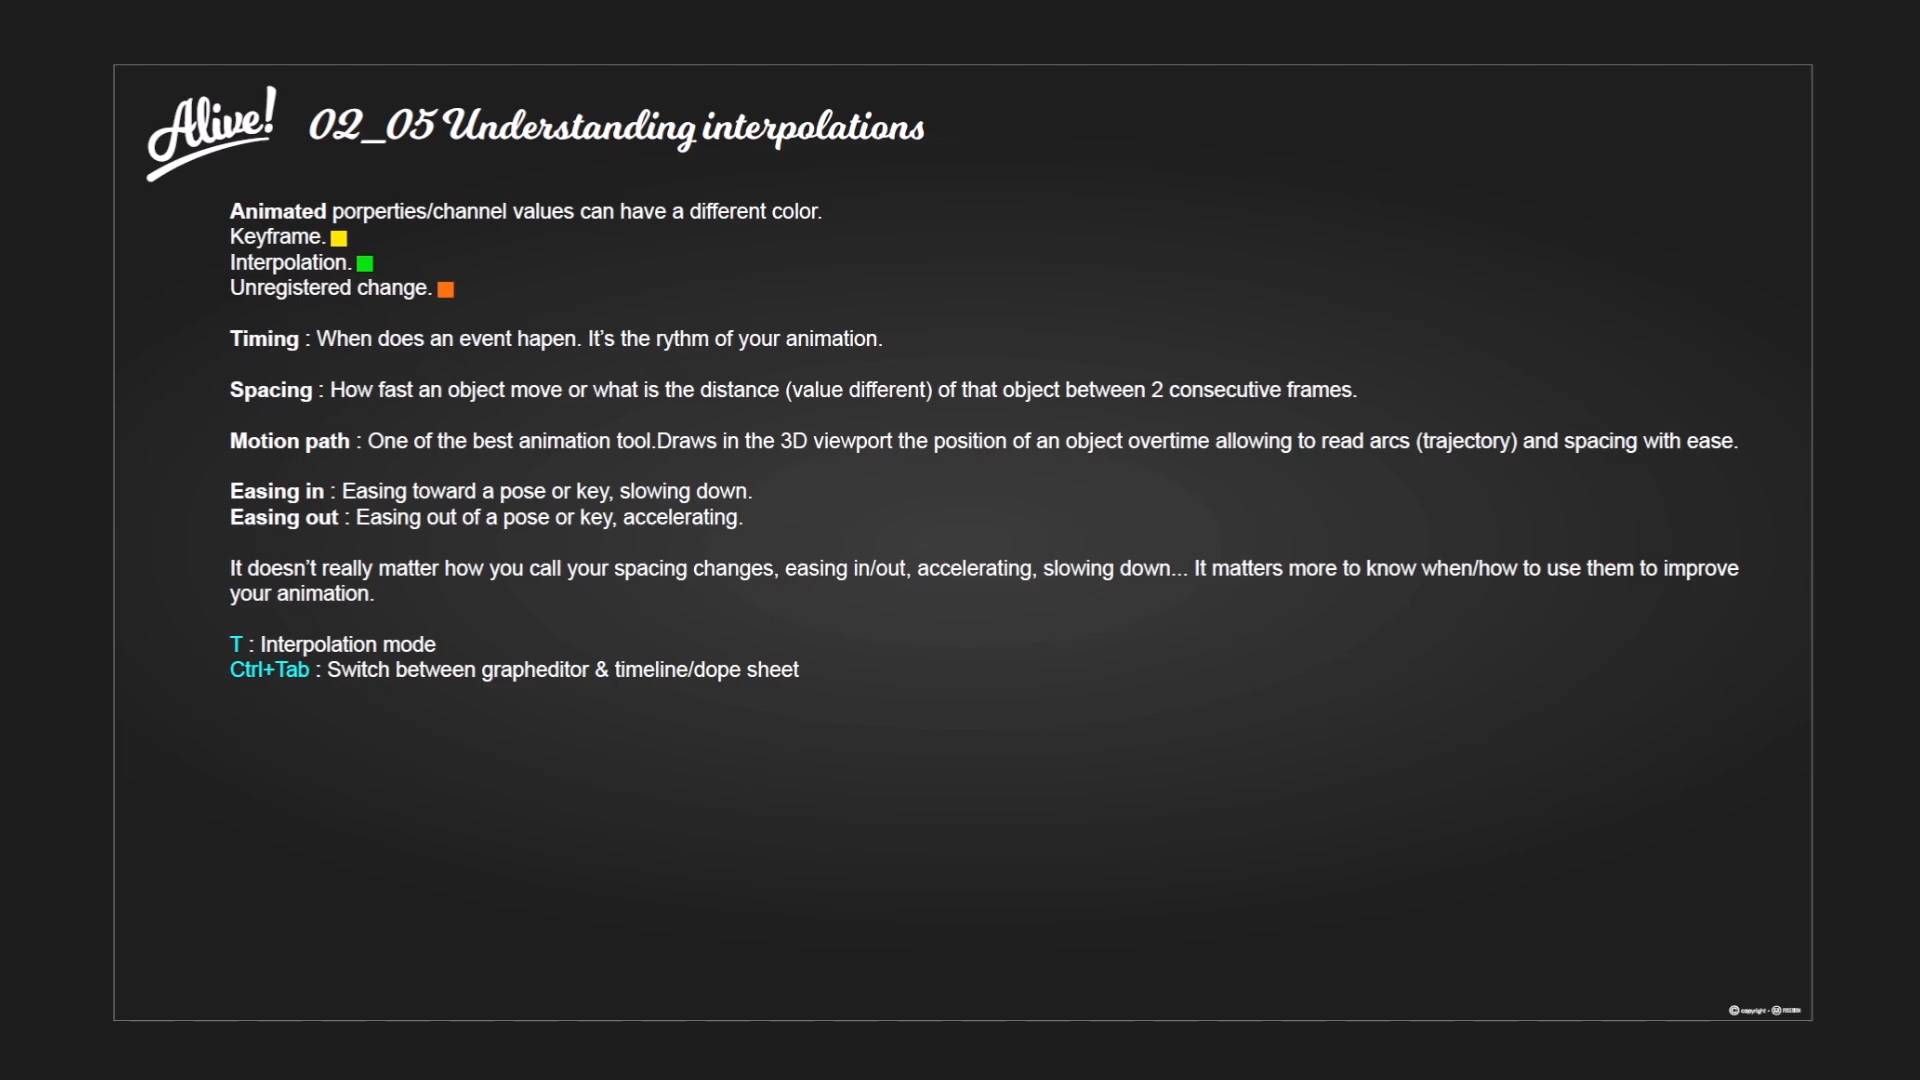 Alive!
02_05 Understanding interpolations
Animated porperties/channel values can have a different color.
Keyframe.
Interpolation.
Unregistered change.
Timing : When does an event hapen. It’s the rythm of your animation.
Spacing : How fast an object move or what is the distance (value different) of that object between 2 consecutive frames.
Motion path : One of the best animation tool.Draws in the 3D viewport the position of an object overtime allowing to read arcs (trajectory) and spacing with ease.
Easing in : Easing toward a pose or key, slowing down.
Easing out : Easing out of a pose or key, accelerating.
It doesn’t really matter how you call your spacing changes, easing in/out, accelerating, slowing down... It matters more to know when/how to use them to improve
your animation.
T : Interpolation mode
Ctrl+Tab : Switch between grapheditor & timeline/dope sheet
© copyright -